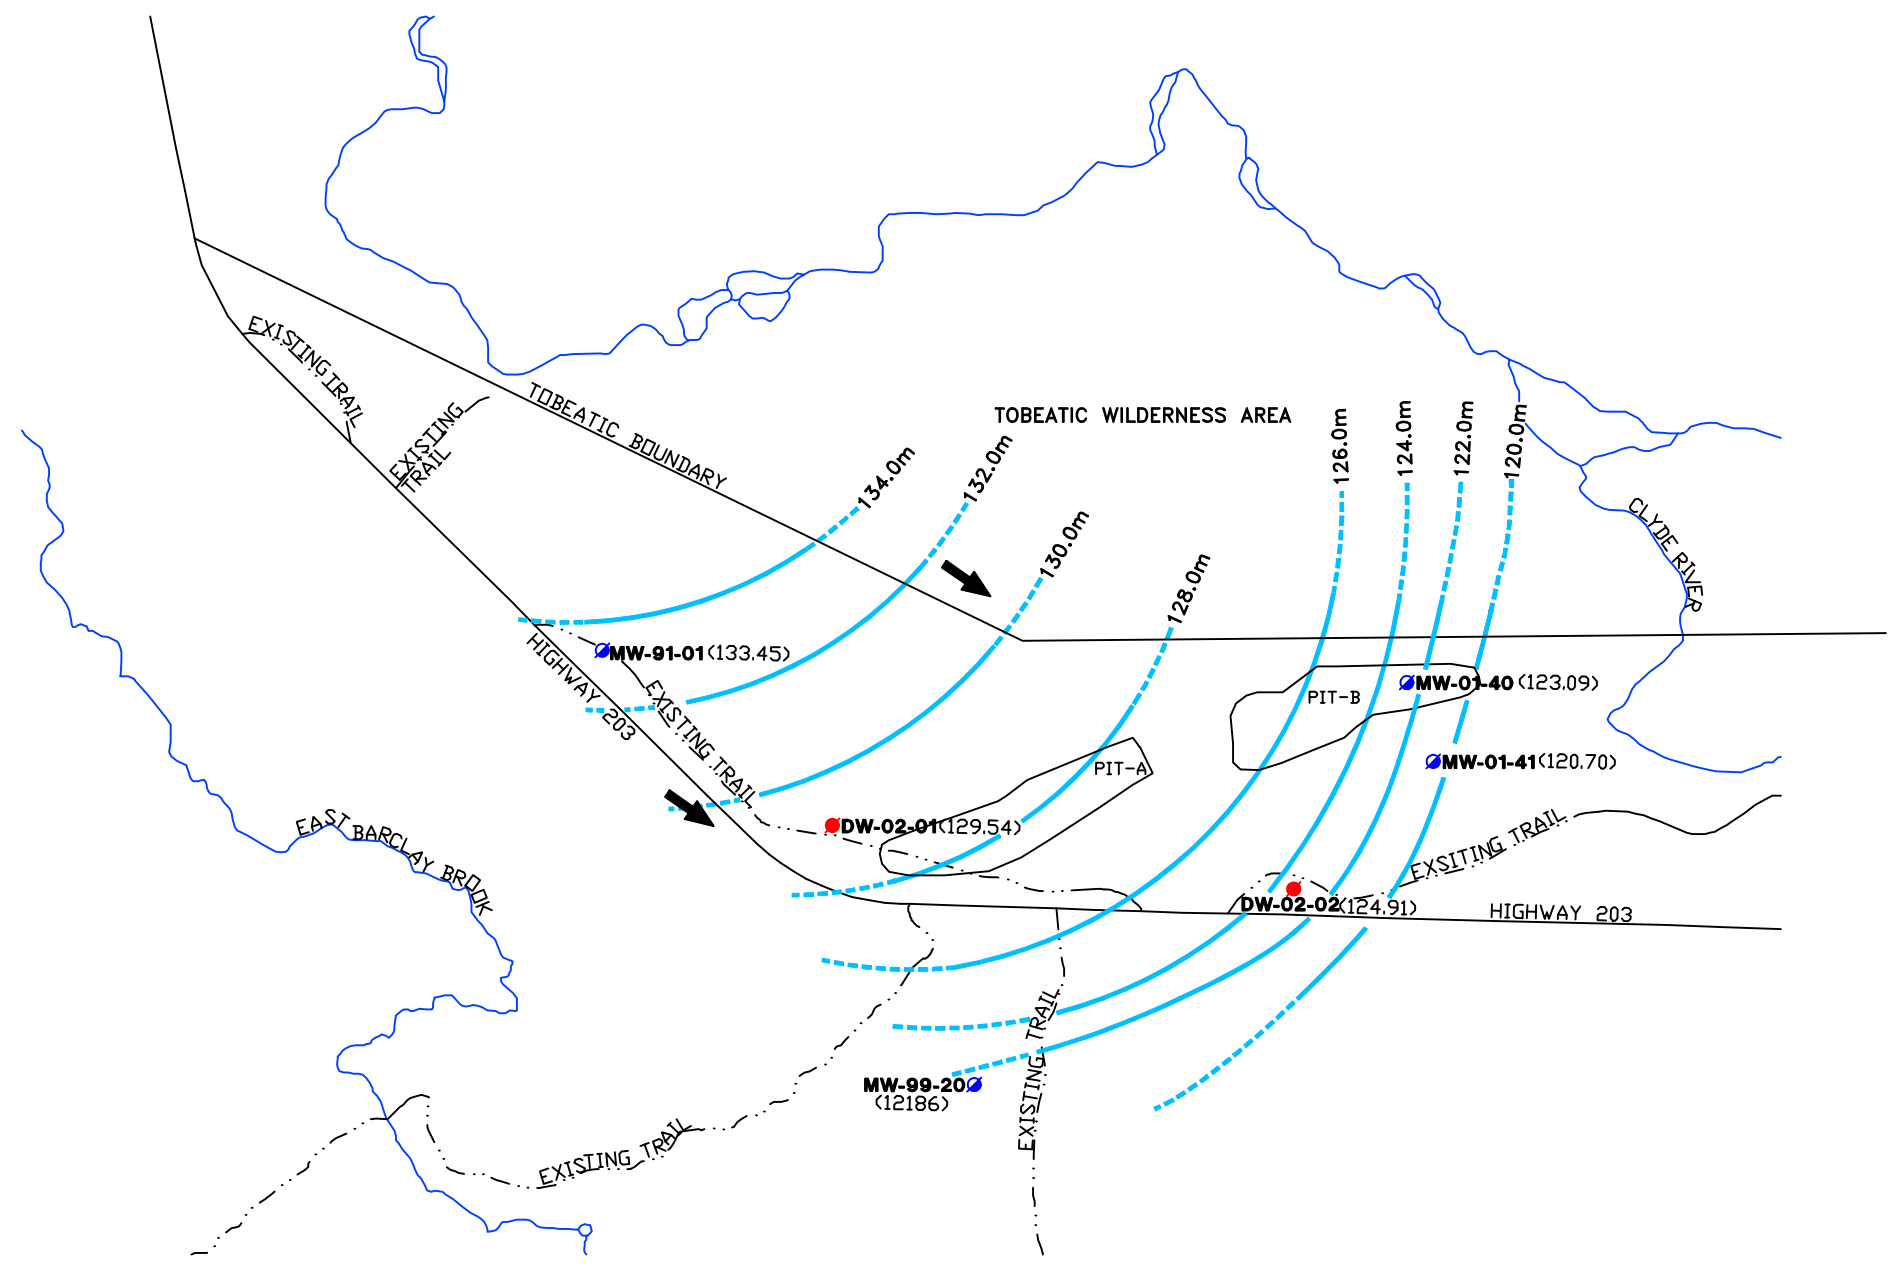 EXISTING TRAIL
EXISTING
TRAIL
TOBEATIC BOUNDARY
TOBEATIC WILDERNESS AREA
134.0m
132.0m
130.0m
128.0m
126.0m
124.0m
122.0m
120.0m
CLYDE RIVER
HIGHWAY 203
MW-91-01(133.45)
EXISTING TRAIL
PIT-B
MW-01-40 (123.09)
MW-01-41(120.70)
PIT-A
DW-02-01(129.54)
EAST BARCLAY BROOK
EXSITING TRAIL
DW-02-02(124.91)
HIGHWAY 203
MW-99-20
(12186)
EXISTING TRAIL
EXISTING TRAIL